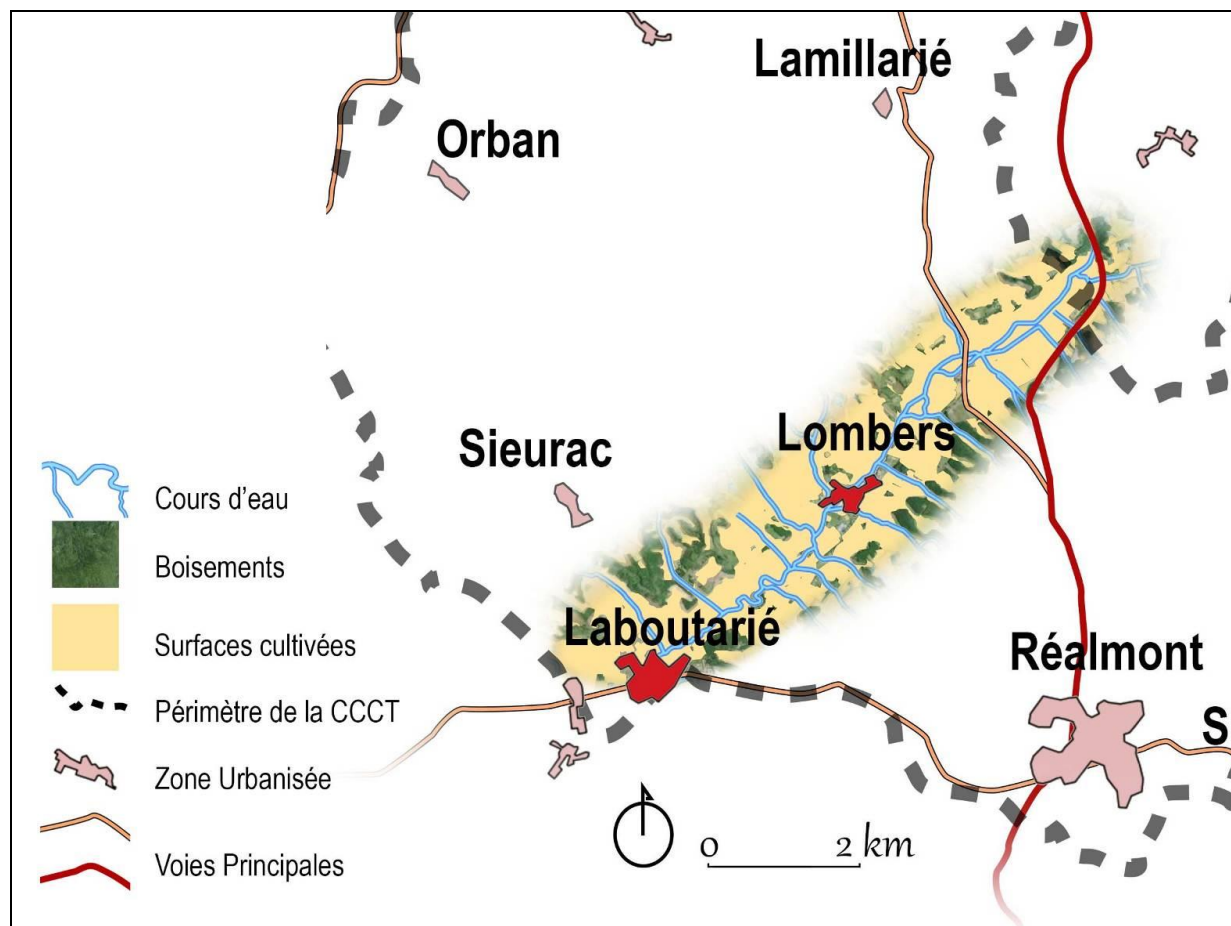 Lamillarié
Orban
Lombers
Sieurac
Cours d'eau
Boisements
Laboutarié
Surfaces cultivées
Réalmont
Périmètre de la CCCT
S
Zone Urbanisée
0 2 km
Voies Principales